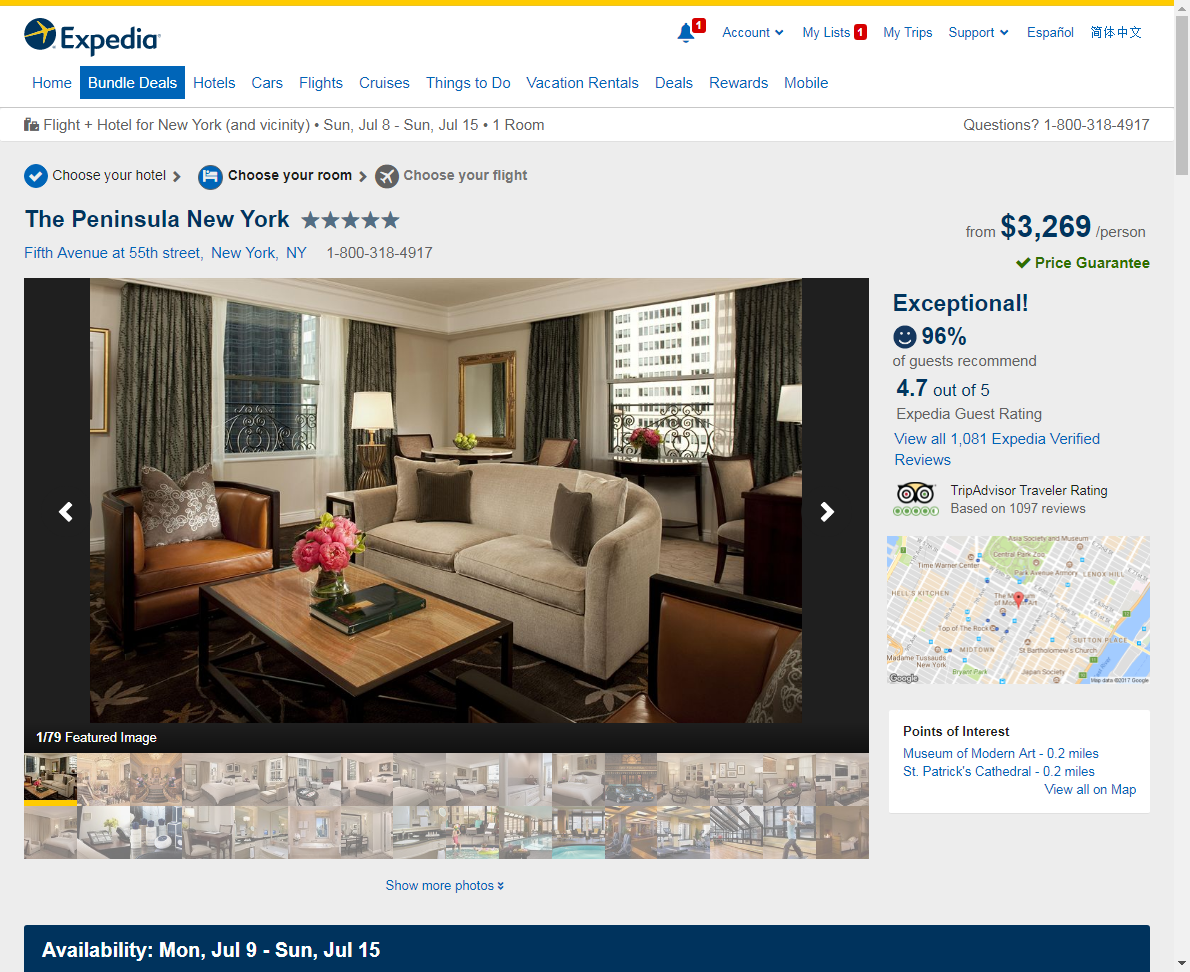 Expedia
1
Account
My Lists 1
My Trips
Support
Español
简体中文
Home
Bundle Deals
Hotels
Cars
Flights
Cruises
Things to Do
Vacation Rentals
Deals
Rewards
Mobile
Flight + Hotel for New York (and vicinity) • Sun, Jul 8 - Sun, Jul 15 • 1 Room
Questions? 1-800-318-4917
Choose your hotel
Choose your room
Choose your flight
The Peninsula New York
from $3,269 /person
Fifth Avenue at 55th street, New York, NY 1-800-318-4917
Price Guarantee
Exceptional!
96%
of guests recommend
4.7 out of 5
Expedia Guest Rating
View all 1,081 Expedia Verified
Reviews
TripAdvisor Traveler Rating
Based on 1097 reviews
Asia Society and Museum
Central Park Zoo
Time Warner Center
Park Avenue Armory
LENOX HILL
HELL'S KITCHEN
The Museum
of Modern Art
Top of The Rock
SUTTON PLACE
MIDTOWN
St Bartholomew's Church
Madame Tussauds
New York
Bryant Park
Japan Society
Google
Map data ©2017 Google
1/79 Featured Image
Points of Interest
Museum of Modern Art - 0.2 miles
St. Patrick's Cathedral - 0.2 miles
View all on Map
Show more photos
Availability: Mon, Jul 9 - Sun, Jul 15